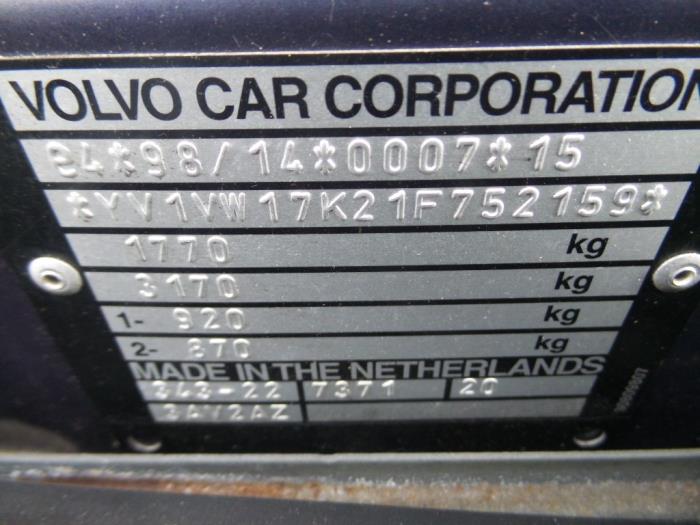 VOLVO CAR CORPORATION
e4*98/14*0007*15
*YV1VW17K21F752159*
1770 kg
3170 kg
1- 920 kg
2- 870 kg
MADE IN THE NETHERLANDS
343-22 7371 20
3AY2AZ